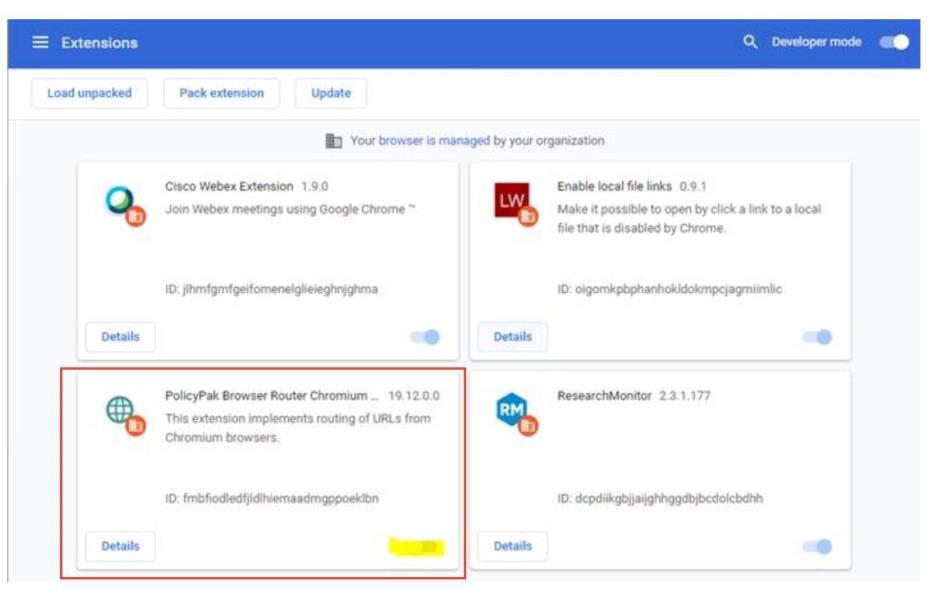 Extensions
Developer mode
Load unpacked
Pack extension
Update
Your browser is managed by your organization
Cisco Webex Extension 1.9.0
Join Webex meetings using Google Chrome ™
ID: jlhmfgmfgeifomenelglieieghnjghma
Details
LW
Enable local file links 0.9.1
Make it possible to open by click a link to a local
file that is disabled by Chrome.
ID: oigomkpbphanhokldokmpcjagmiimlic
Details
PolicyPak Browser Router Chromium ... 19.12.0.0
This extension implements routing of URLs from
Chromium browsers.
ID: fmbfiodledfjldlhiemaadmgppoeklbn
Details
RM
ResearchMonitor 2.3.1.177
ID: dcpdiikgbjjaijghhggdbjbcdolcbdhh
Details